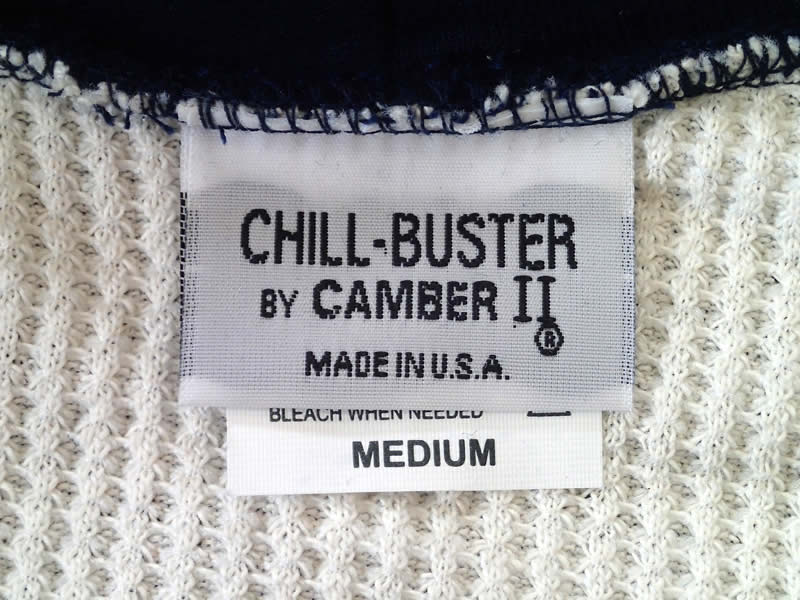 CHILL-BUSTER
BY CAMBER II®
MADE IN U.S.A.
BLEACH WHEN NEEDED
MEDIUM